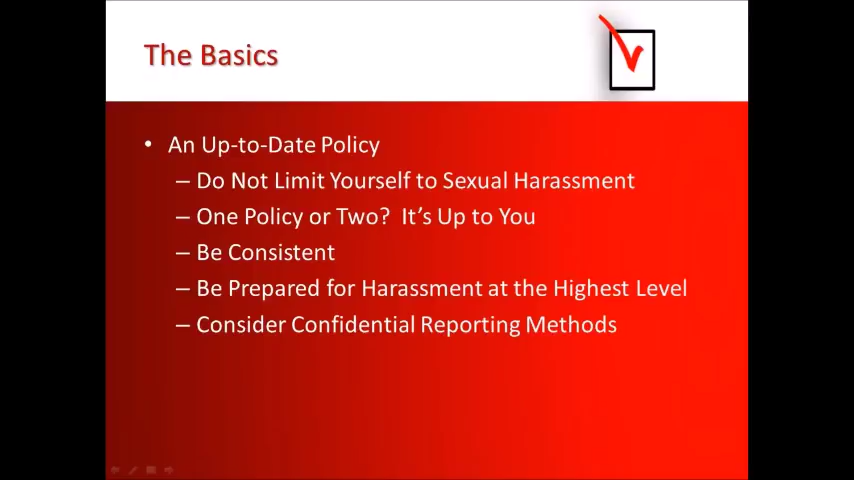 The Basics
• An Up-to-Date Policy
– Do Not Limit Yourself to Sexual Harassment
– One Policy or Two? It's Up to You
– Be Consistent
– Be Prepared for Harassment at the Highest Level
– Consider Confidential Reporting Methods